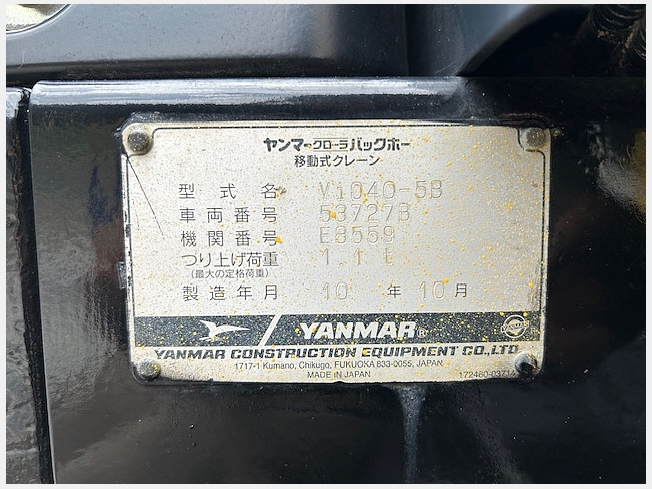 ヤンマークローラバックホー
移動式クレーン
型式名 V1040-5B
車両番号 53727B
機関番号 E8559
つり上げ荷重 1.1t
(最大の定格荷重)
製造年月 10 年 10 月
YANMAR®
YANMAR CONSTRUCTION EQUIPMENT CO.,LTD.
1717-1 Kumano, Chikugo, FUKUOKA 833-0055, JAPAN
MADE IN JAPAN